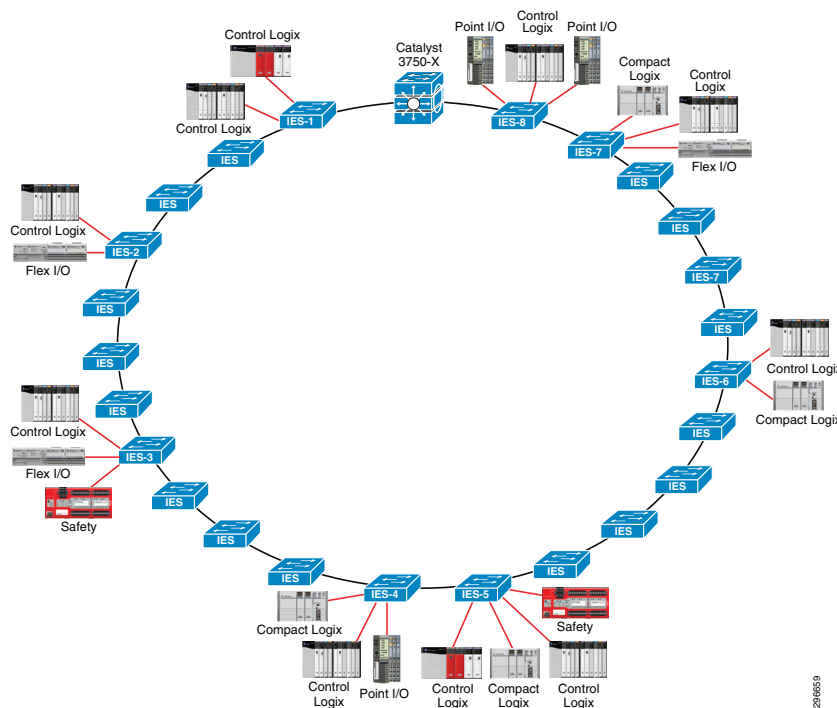 Control Logix
Catalyst
3750-X
Point I/O
Control
Logix
Point I/O
Compact
Logix
Control
Logix
Control Logix
IES-1
IES-8
IES-7
Flex I/O
IES
IES
IES
IES
Control Logix
IES-2
Flex I/O
IES-7
IES
IES
IES
Control Logix
IES-6
Compact Logix
IES
Control Logix
IES-3
Flex I/O
Safety
IES
IES
IES
IES
IES
IES
IES
IES-4
IES-5
Compact Logix
Safety
Control
Logix
Point I/O
Control
Logix
Compact
Logix
Control
Logix
296659